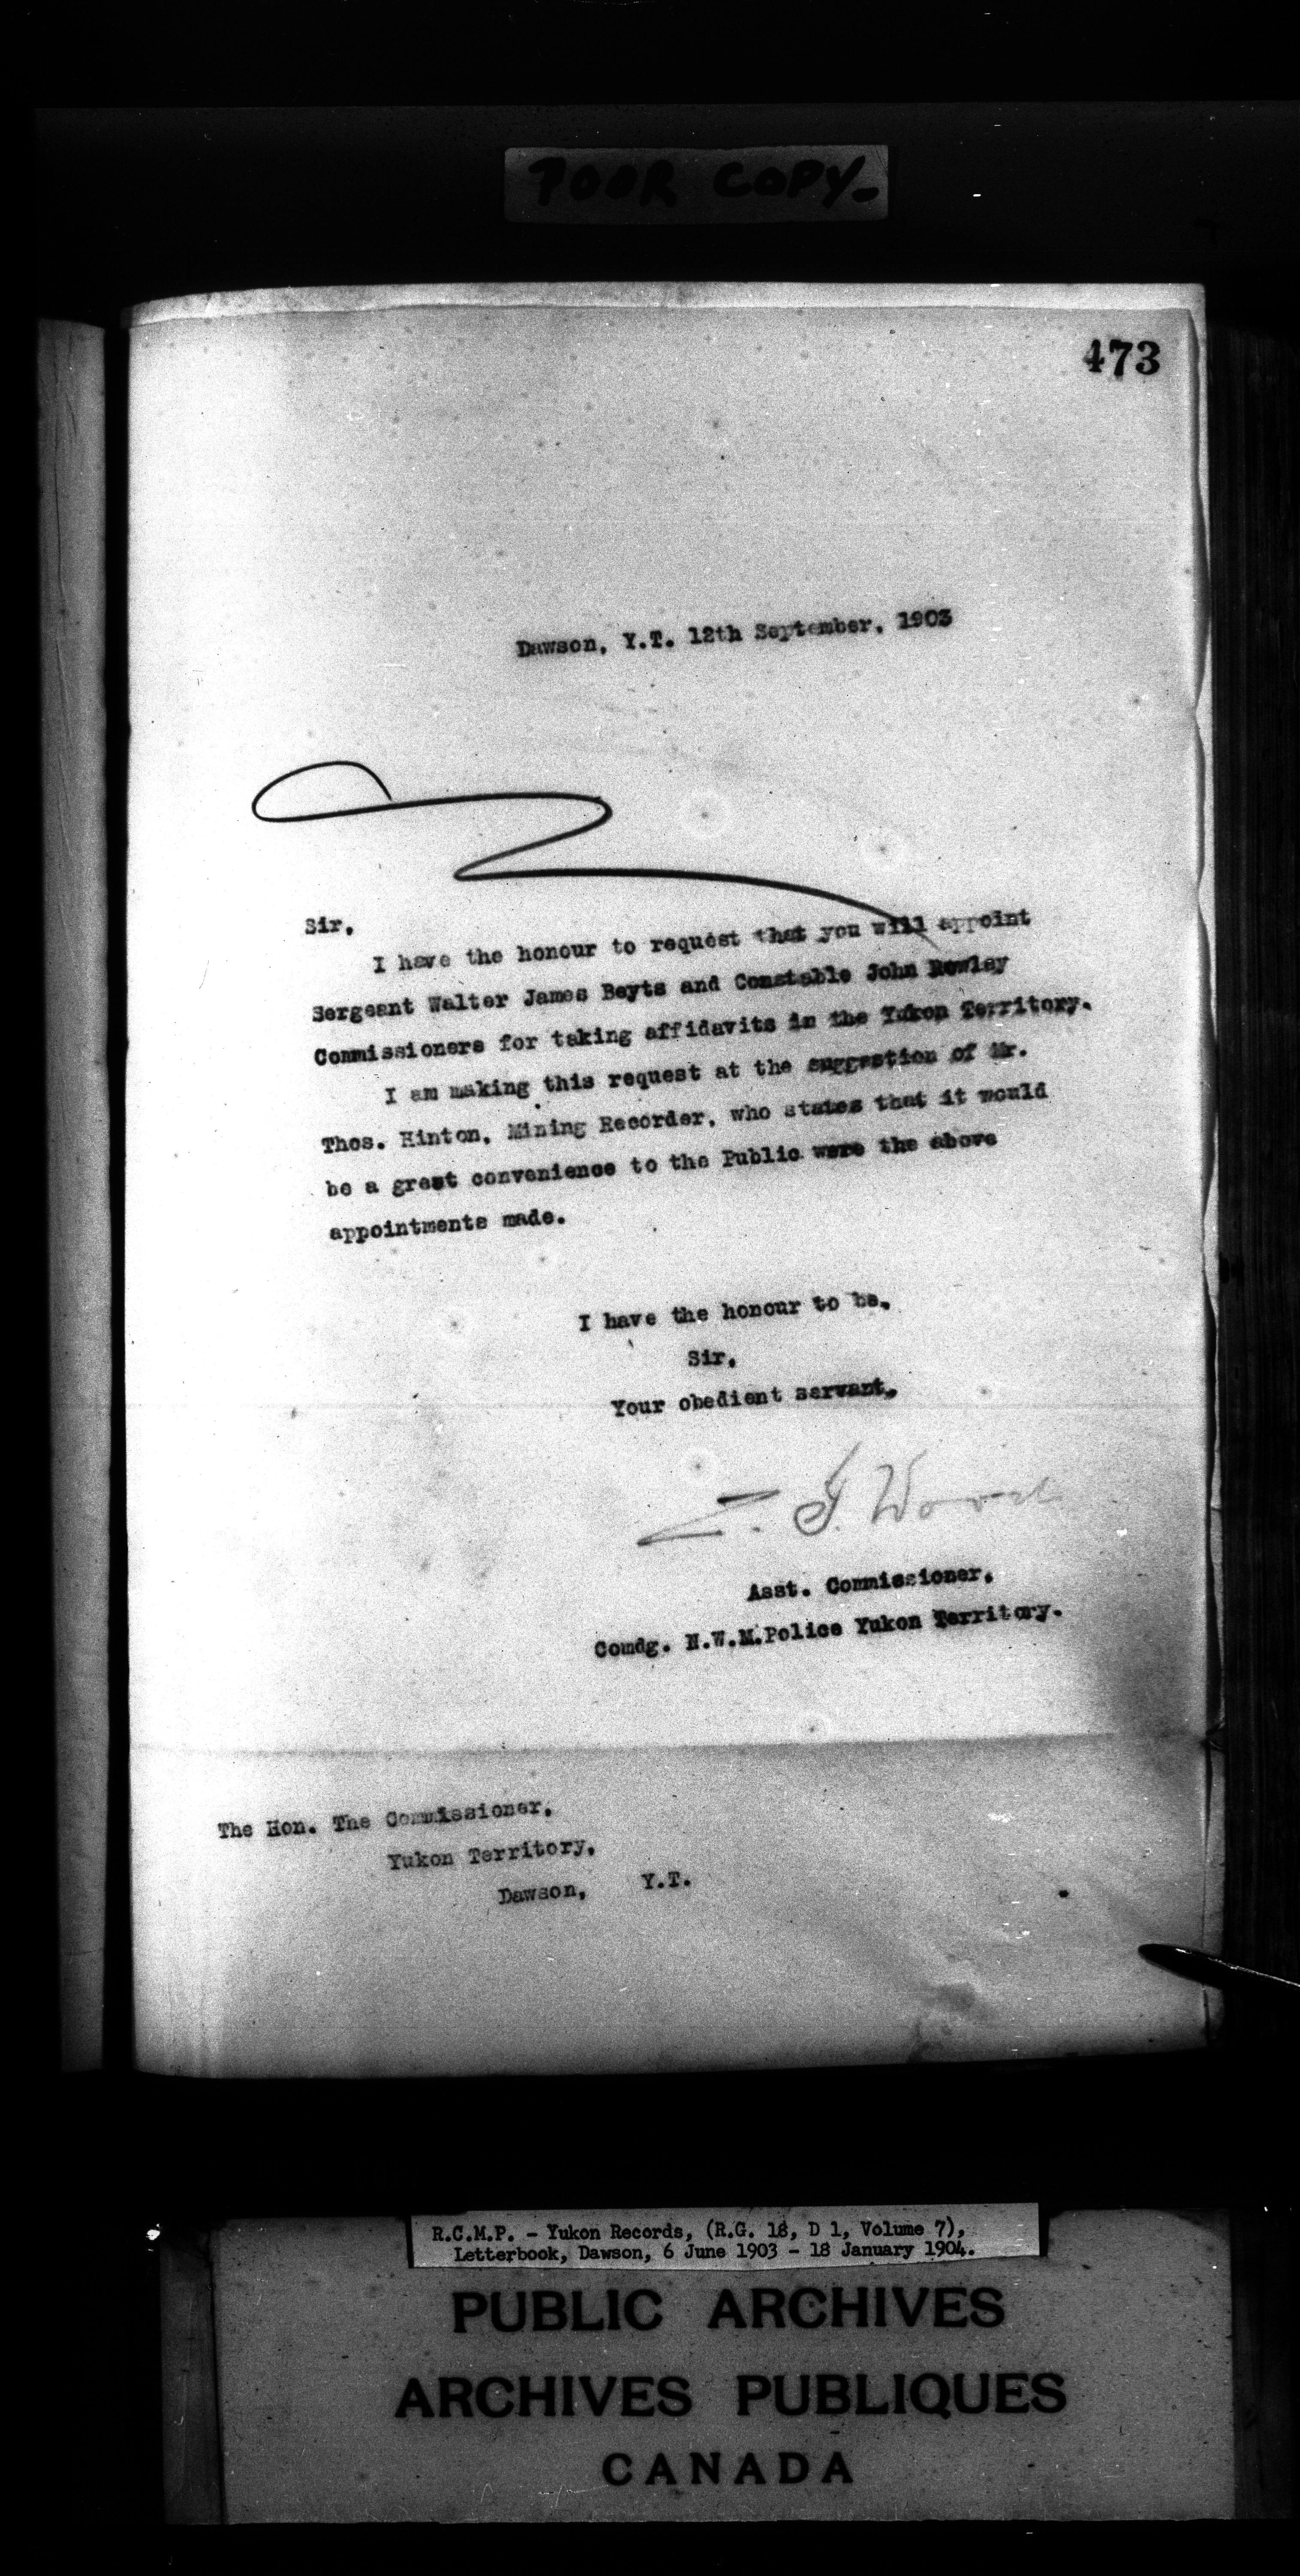 POOR COPY-
473
Dawson, Y.T. 12th September, 1903
Sir,
I have the honour to request that you will appoint
Sergeant Walter James Beyts and Constable John Rowley
Commissioners for taking affidavits in the Yukon Territory.
I am making this request at the suggestion of Mr.
Thos. Hinton, Mining Recorder, who states that it would
be a great convenience to the Public were the above
appointments made.
I have the honour to be,
Sir,
Your obedient servant,
Z. T. Wood
Asst. Commissioner,
Comdg. N.W.M.Police Yukon Territory.
The Hon. The Commissioner,
Yukon Territory,
Dawson, Y.T.
R.C.M.P. - Yukon Records, (R.G. 18, D 1, Volume 7),
Letterbook, Dawson, 6 June 1903 - 18 January 1904.
PUBLIC ARCHIVES
ARCHIVES PUBLIQUES
CANADA